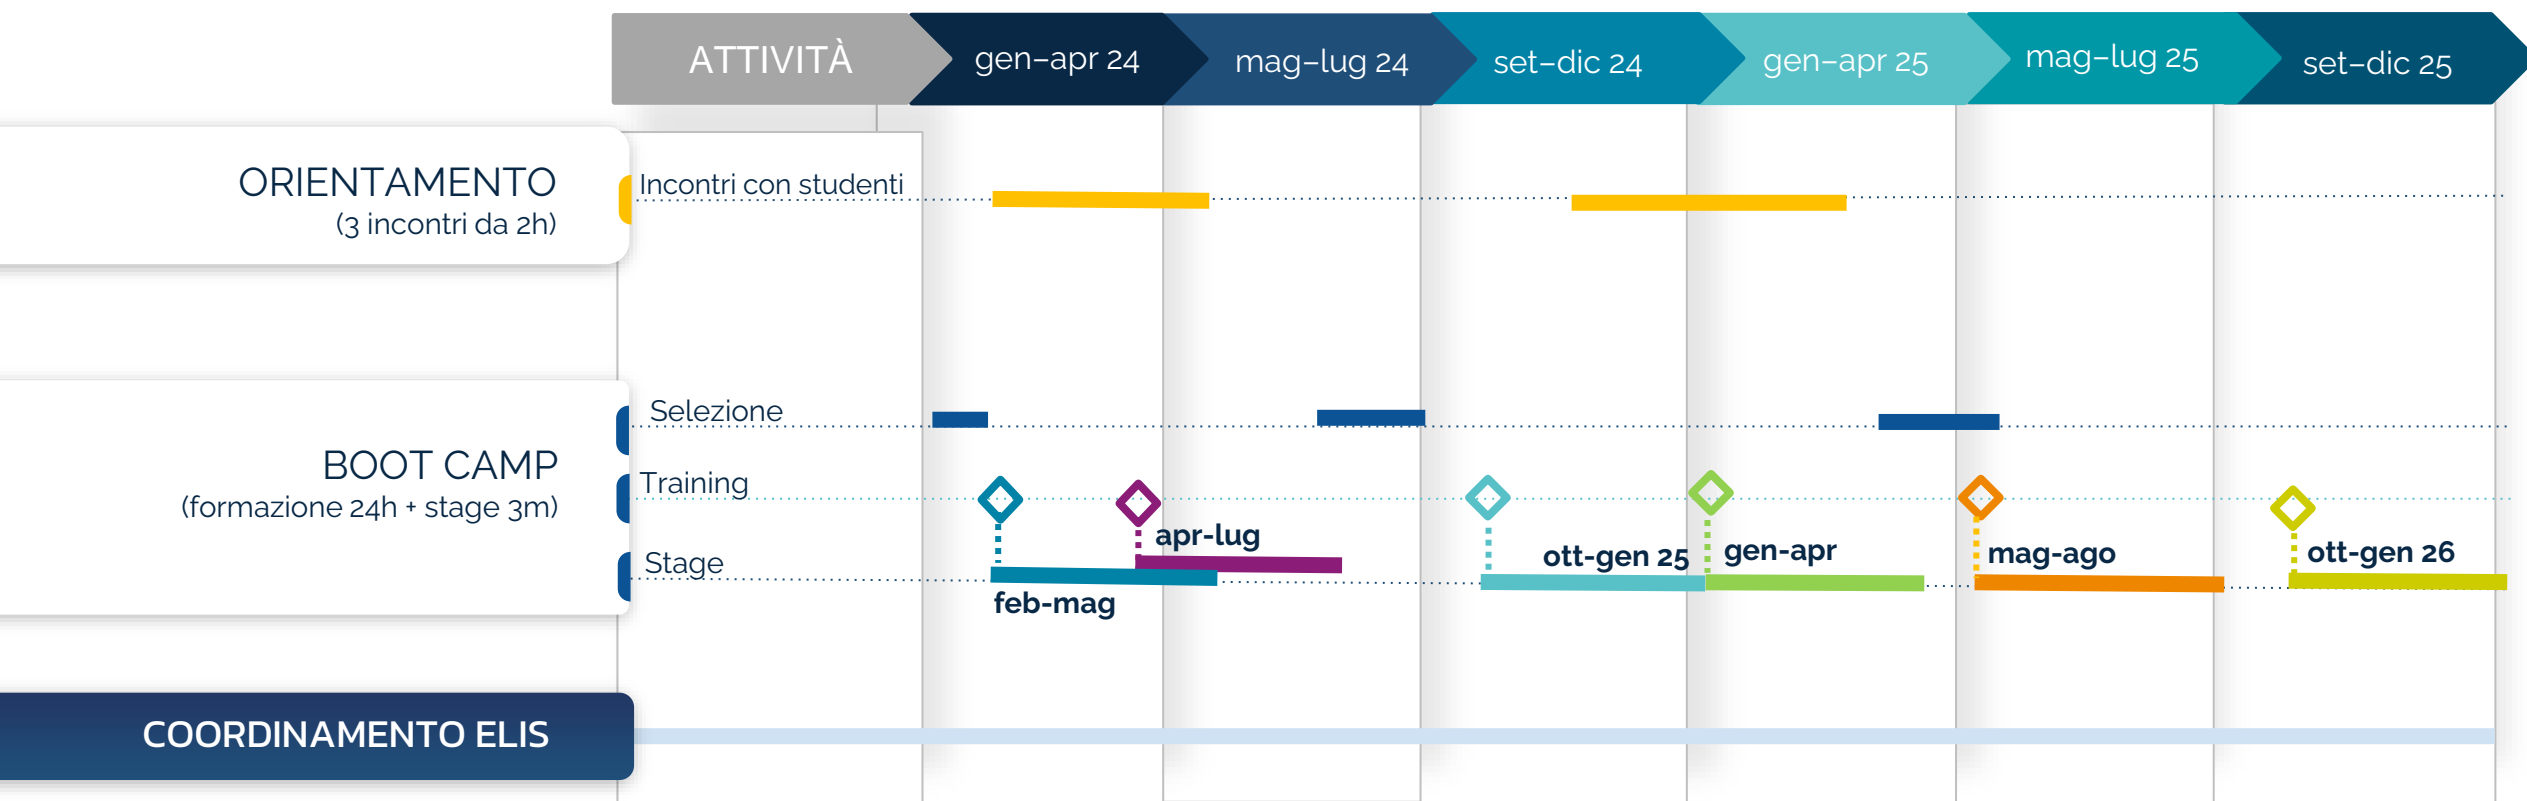 ATTIVITÀ
gen–apr 24
mag–lug 24
set–dic 24
gen–apr 25
mag–lug 25
set–dic 25
ORIENTAMENTO
(3 incontri da 2h)
Incontri con studenti
BOOT CAMP
(formazione 24h + stage 3m)
Selezione
Training
Stage
feb-mag
apr-lug
ott-gen 25
gen-apr
mag-ago
ott-gen 26
COORDINAMENTO ELIS